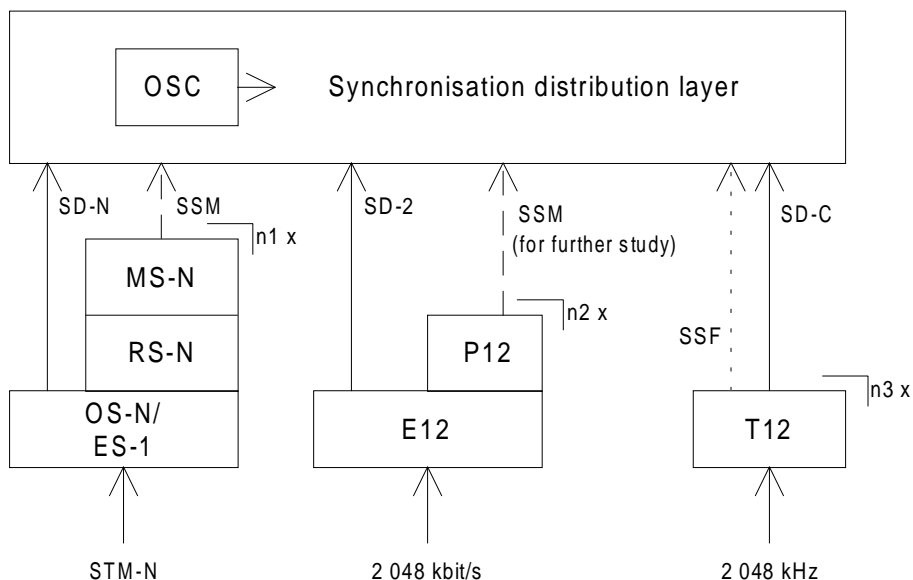 OSC
Synchronisation distribution layer
SD-N
SSM
n1 x
SD-2
SSM
(for further study)
n2 x
SSF
SD-C
n3 x
MS-N
RS-N
OS-N/
ES-1
P12
E12
T12
STM-N
2 048 kbit/s
2 048 kHz